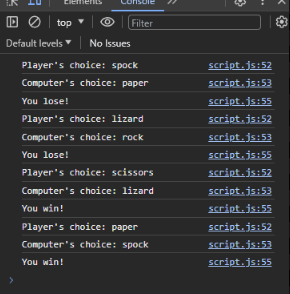 Elements Console
top Filter
Default levels No Issues
Player's choice: spock script.js:52
Computer's choice: paper script.js:53
You lose! script.js:55
Player's choice: lizard script.js:52
Computer's choice: rock script.js:53
You lose! script.js:55
Player's choice: scissors script.js:52
Computer's choice: lizard script.js:53
You win! script.js:55
Player's choice: paper script.js:52
Computer's choice: spock script.js:53
You win! script.js:55